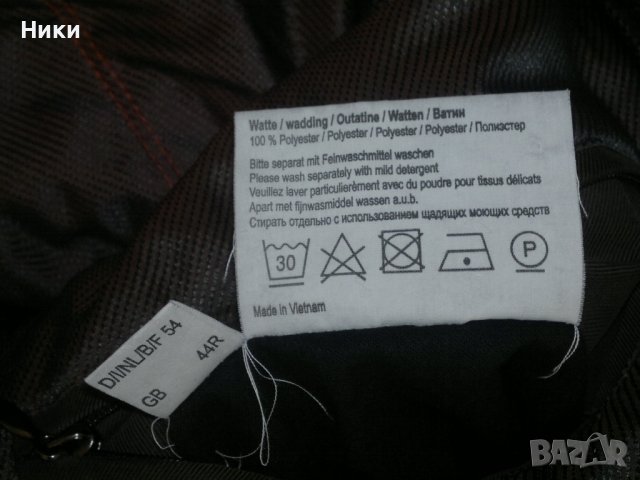 Ники
Watte / wadding / Outatine / Watten / Ватин
100 % Polyester / Polyester / Polyester / Polyester / Полиэстер
Bitte separat mit Feinwaschmittel waschen
Please wash separately with mild detergent
Veuillez laver particulièrement avec du poudre pour tissus délicats
Apart met fijnwasmiddel wassen a.u.b.
Стирать отдельно с использованием щадящих моющих средств
30
P
Made in Vietnam
D/I/NL/B/F 54
GB 44R
BAZAR